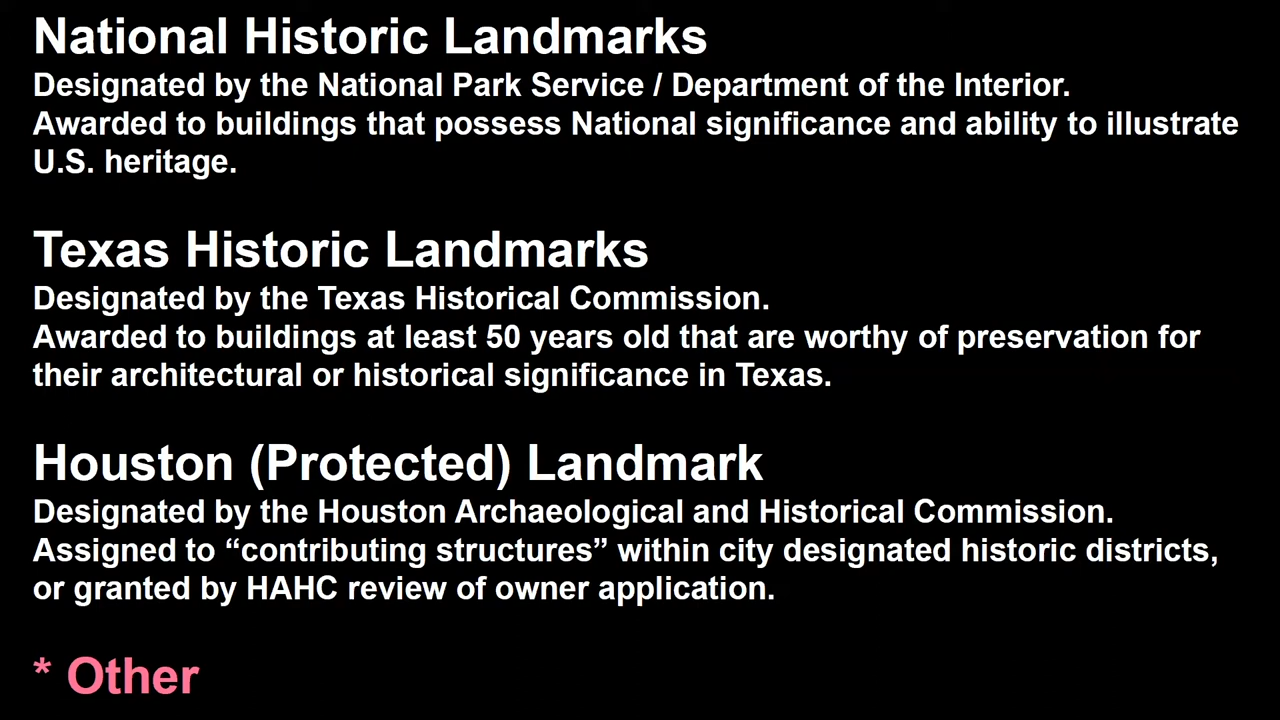 National Historic Landmarks
Designated by the National Park Service / Department of the Interior.
Awarded to buildings that possess National significance and ability to illustrate
U.S. heritage.
Texas Historic Landmarks
Designated by the Texas Historical Commission.
Awarded to buildings at least 50 years old that are worthy of preservation for
their architectural or historical significance in Texas.
Houston (Protected) Landmark
Designated by the Houston Archaeological and Historical Commission.
Assigned to “contributing structures” within city designated historic districts,
or granted by HAHC review of owner application.
* Other